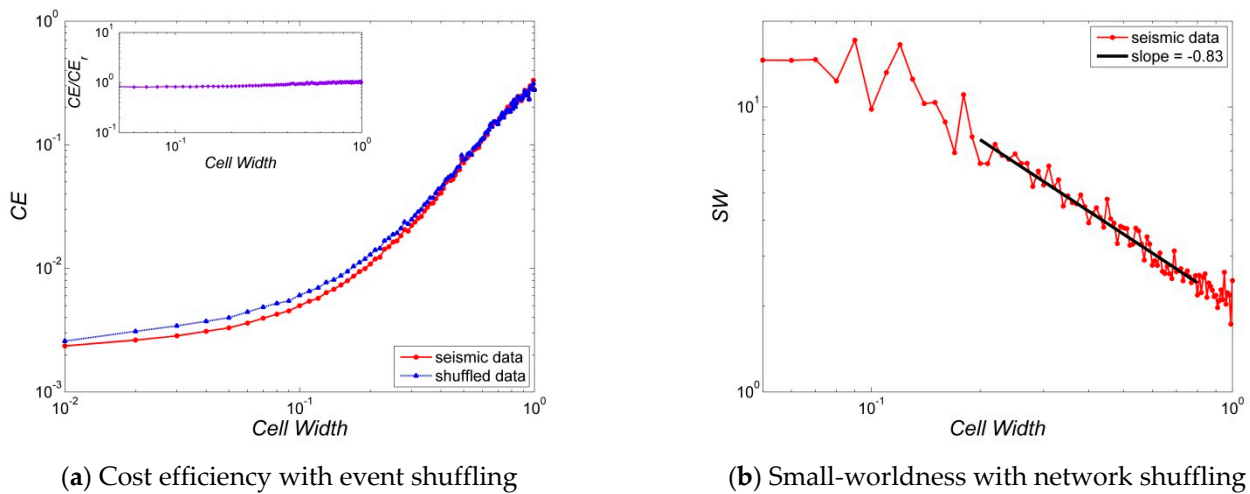 10^0
10^-1
10^-2
10^-3
CE
10^-2
10^-1
10^0
Cell Width
seismic data
shuffled data
10^1
10^0
10^-1
CE/CE_r
10^-1
10^0
Cell Width
(a) Cost efficiency with event shuffling
10^1
10^0
SW
10^-1
10^0
Cell Width
seismic data
slope = -0.83
(b) Small-worldness with network shuffling